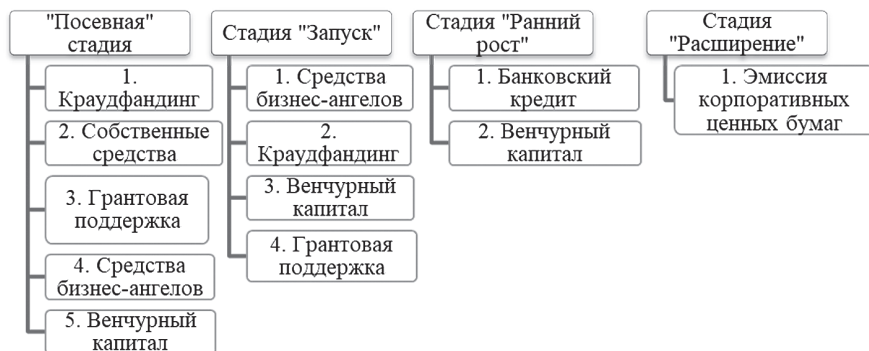 "Посевная"
стадия
1.
Краудфандинг
2. Собственные
средства
3. Грантовая
поддержка
4. Средства
бизнес-ангелов
5. Венчурный
капитал
Стадия "Запуск"
1. Средства
бизнес-ангелов
2.
Краудфандинг
3. Венчурный
капитал
4. Грантовая
поддержка
Стадия "Ранний
рост"
1. Банковский
кредит
2. Венчурный
капитал
Стадия
"Расширение"
1. Эмиссия
корпоративных
ценных бумаг